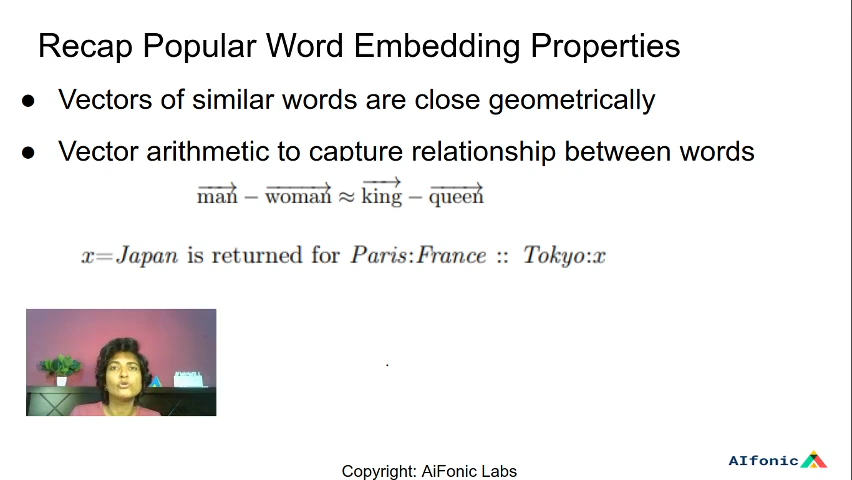 Recap Popular Word Embedding Properties
● Vectors of similar words are close geometrically
● Vector arithmetic to capture relationship between words
man − woman ≈ king − queen
x=Japan is returned for Paris:France :: Tokyo:x
Copyright: AiFonic Labs
AIfonic